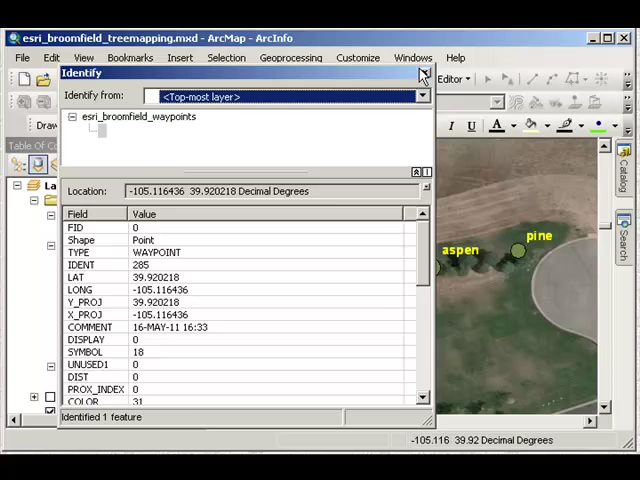 esri_broomfield_treemapping.mxd - ArcMap - ArcInfo
File Edit View Bookmarks Insert Selection Geoprocessing Customize Windows Help
Identify
Editor
Identify from: <Top-most layer>
Draw
I U A
esri_broomfield_waypoints
Table Of Co
La
Location: -105.116436 39.920218 Decimal Degrees
Field Value
FID 0
Shape Point
TYPE WAYPOINT
IDENT 285
LAT 39.920218
LONG -105.116436
Y_PROJ 39.920218
X_PROJ -105.116436
COMMENT 16-MAY-11 16:33
DISPLAY 0
SYMBOL 18
UNUSED1 0
DIST 0
PROX_INDEX 0
COLOR 31
Identified 1 feature
aspen
pine
Catalog
Search
-105.116 39.92 Decimal Degrees